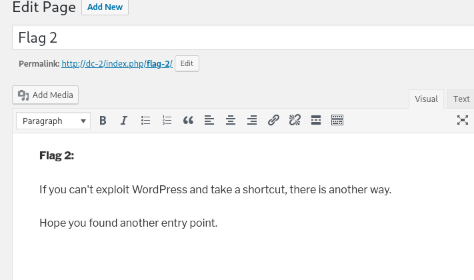 Edit Page Add New
Flag 2
Permalink: http://dc-2/index.php/flag-2/ Edit
Add Media
Visual Text
Paragraph B I
Flag 2:
If you can't exploit WordPress and take a shortcut, there is another way.
Hope you found another entry point.